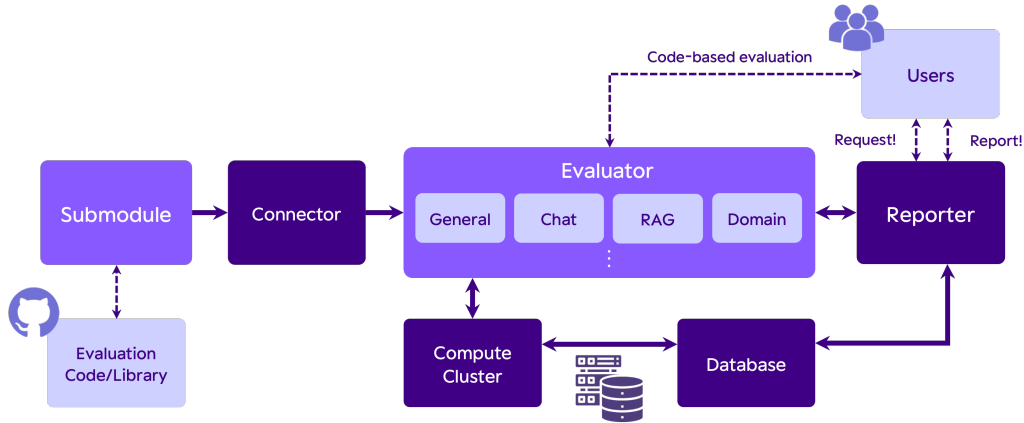 Code-based evaluation
Users
Request!
Report!
Submodule
Connector
Evaluator
General
Chat
RAG
Domain
⋮
Reporter
Evaluation
Code/Library
Compute
Cluster
Database